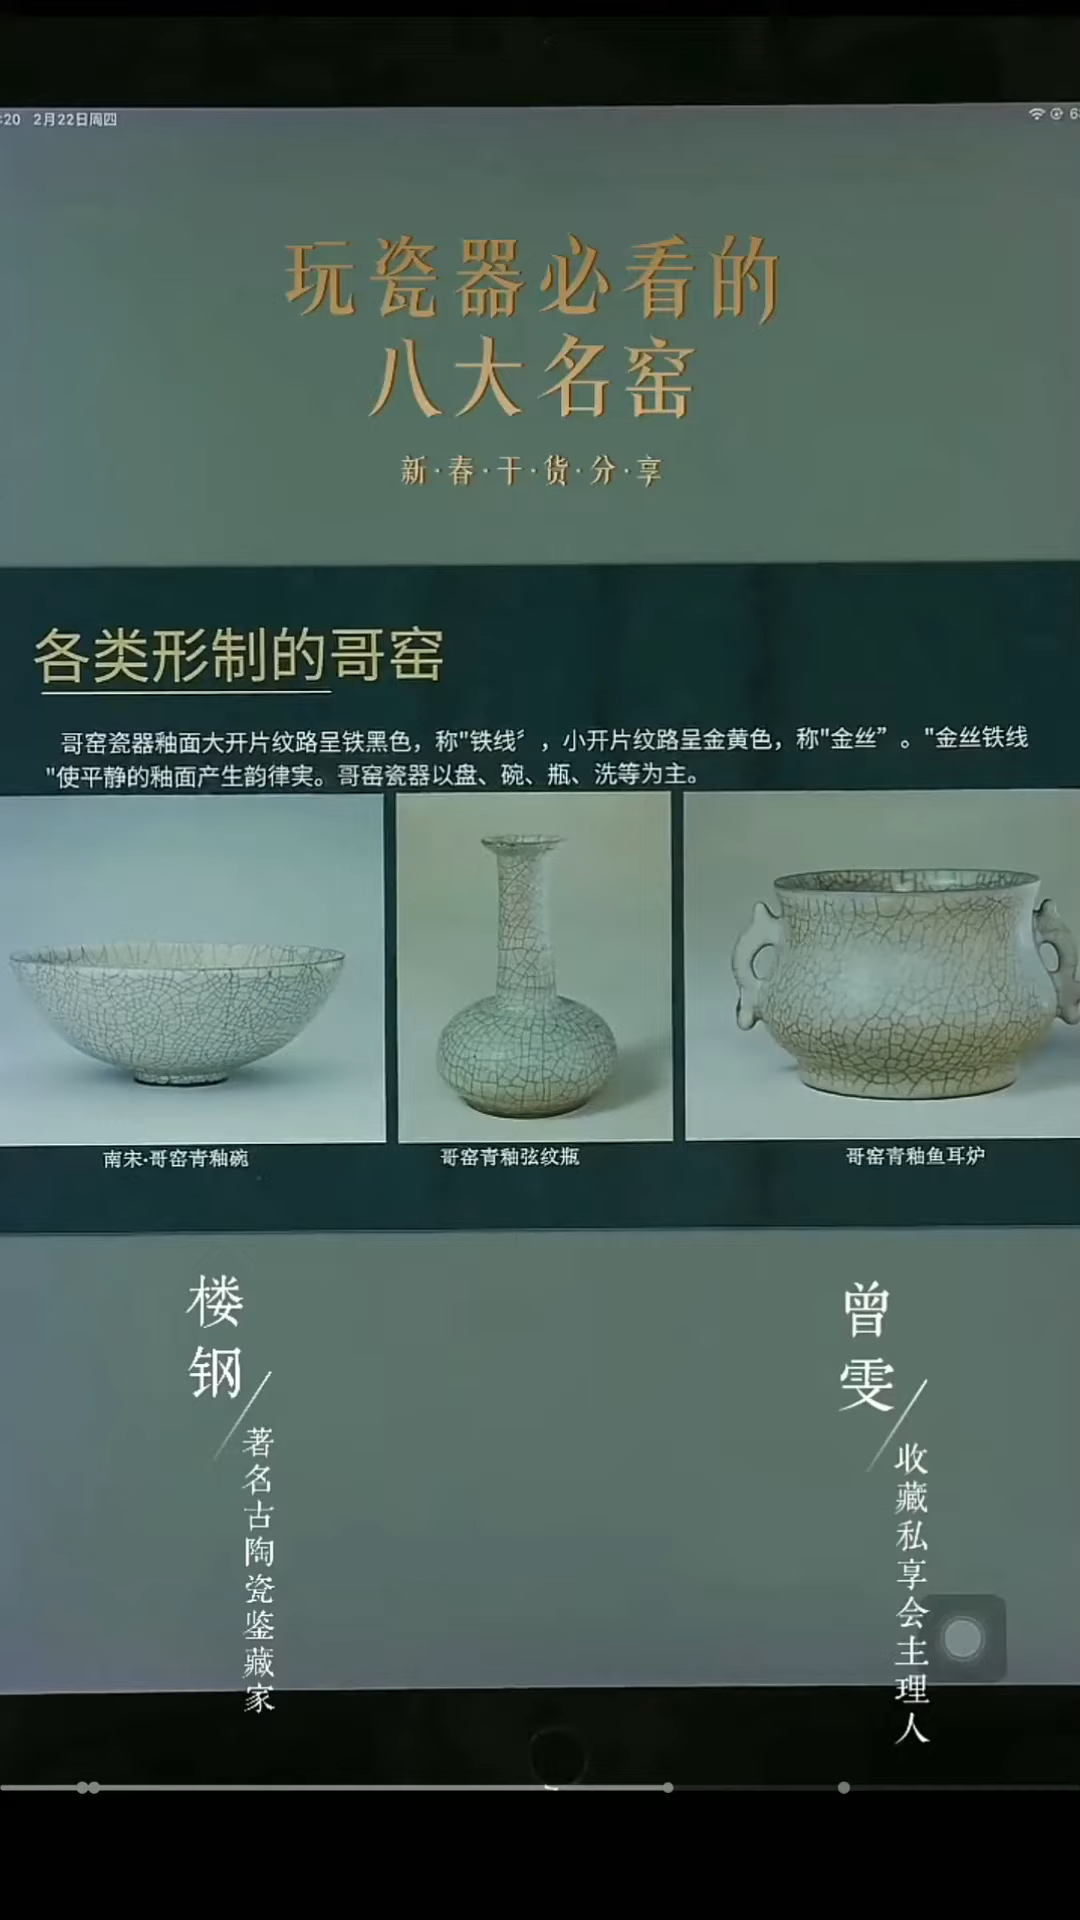 :20 2月22日周四
玩瓷器必看的
八大名窑
新·春·干·货·分·享
各类形制的哥窑
哥窑瓷器釉面大开片纹路呈铁黑色，称"铁线〞，小开片纹路呈金黄色，称"金丝”。"金丝铁线
"使平静的釉面产生韵律実。哥窑瓷器以盘、碗、瓶、洗等为主。
南宋·哥窑青釉碗
哥窑青釉弦纹瓶
哥窑青釉鱼耳炉
楼钢
著名古陶瓷鉴藏家
曾雯
收藏私享会主理人